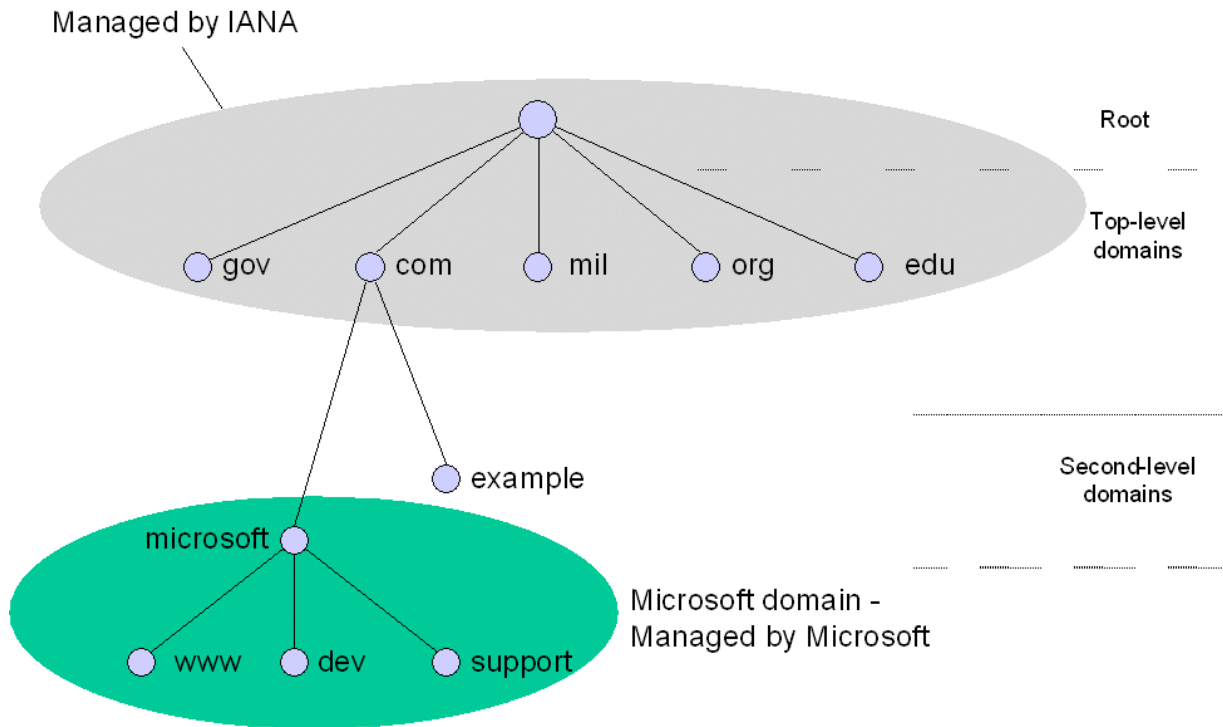 Managed by IANA
Root
Top-level
domains
gov
com
mil
org
edu
example
Second-level
domains
microsoft
Microsoft domain -
Managed by Microsoft
www
dev
support